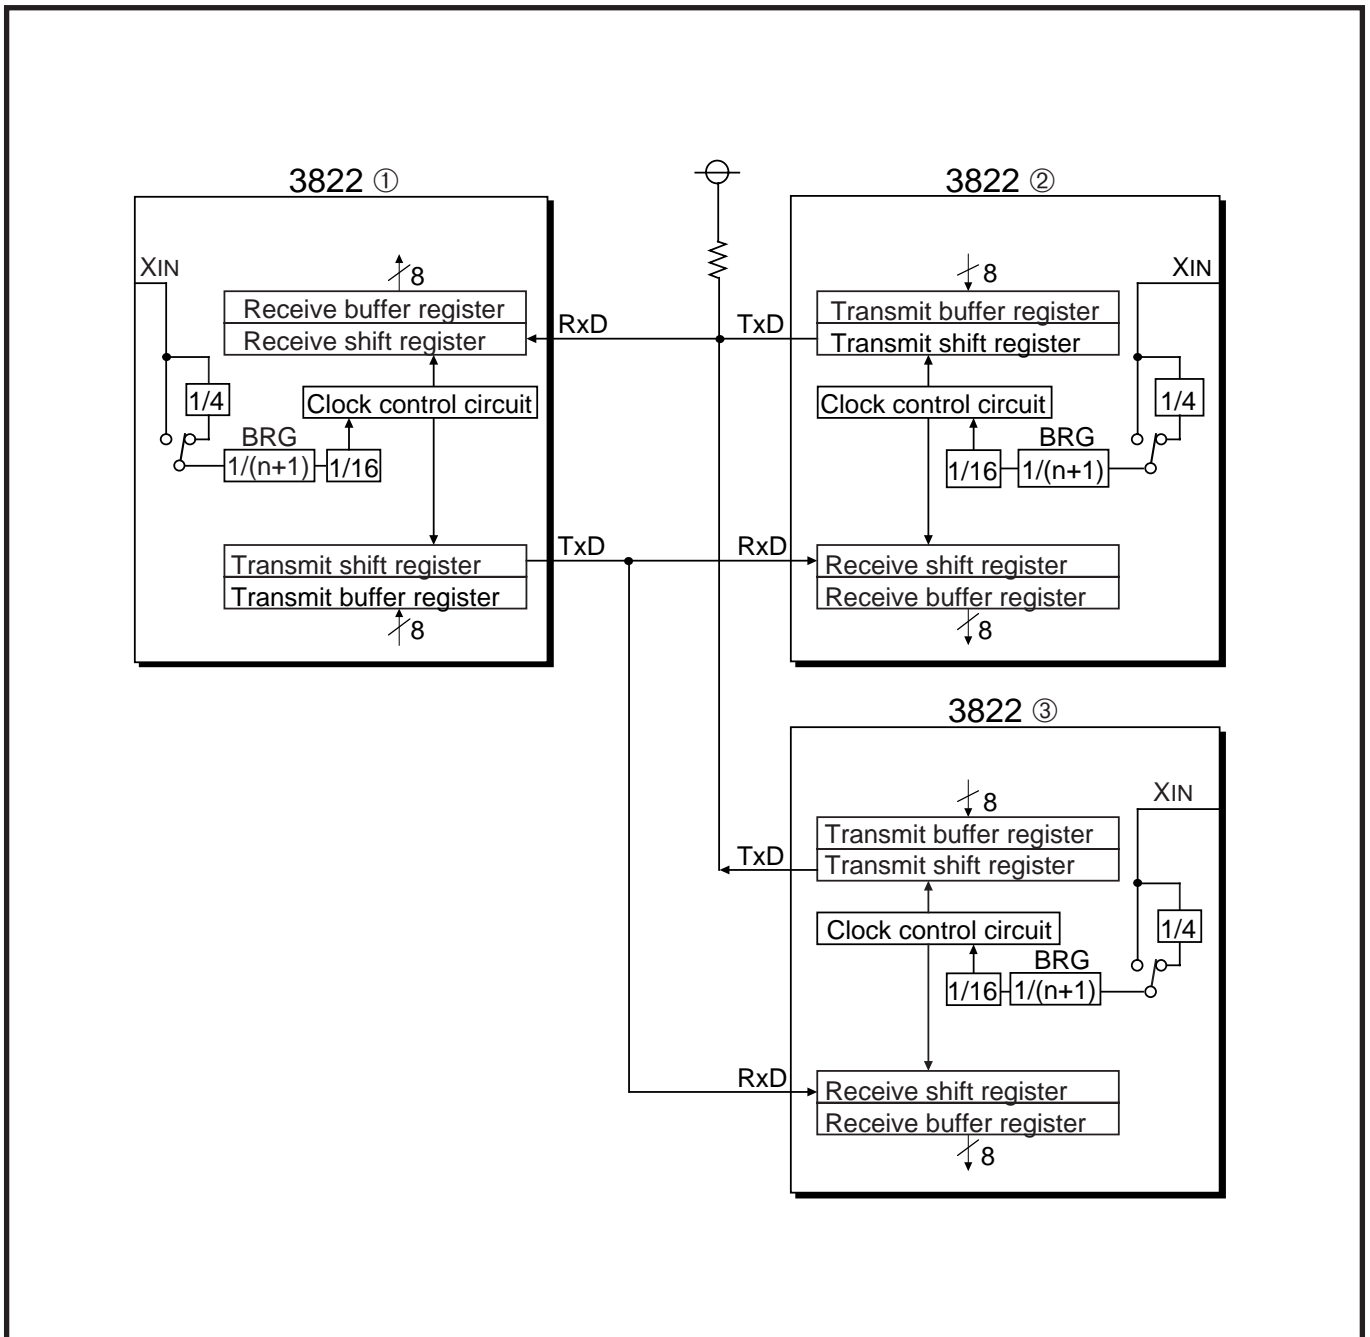 3822 ①
XIN
8
Receive buffer register
Receive shift register
RxD
1/4
Clock control circuit
BRG
1/(n+1)
1/16
TxD
Transmit shift register
Transmit buffer register
8
3822 ②
XIN
8
Transmit buffer register
TxD
Transmit shift register
1/4
Clock control circuit
BRG
1/16
1/(n+1)
RxD
Receive shift register
Receive buffer register
8
3822 ③
XIN
8
Transmit buffer register
TxD
Transmit shift register
1/4
Clock control circuit
BRG
1/16
1/(n+1)
RxD
Receive shift register
Receive buffer register
8